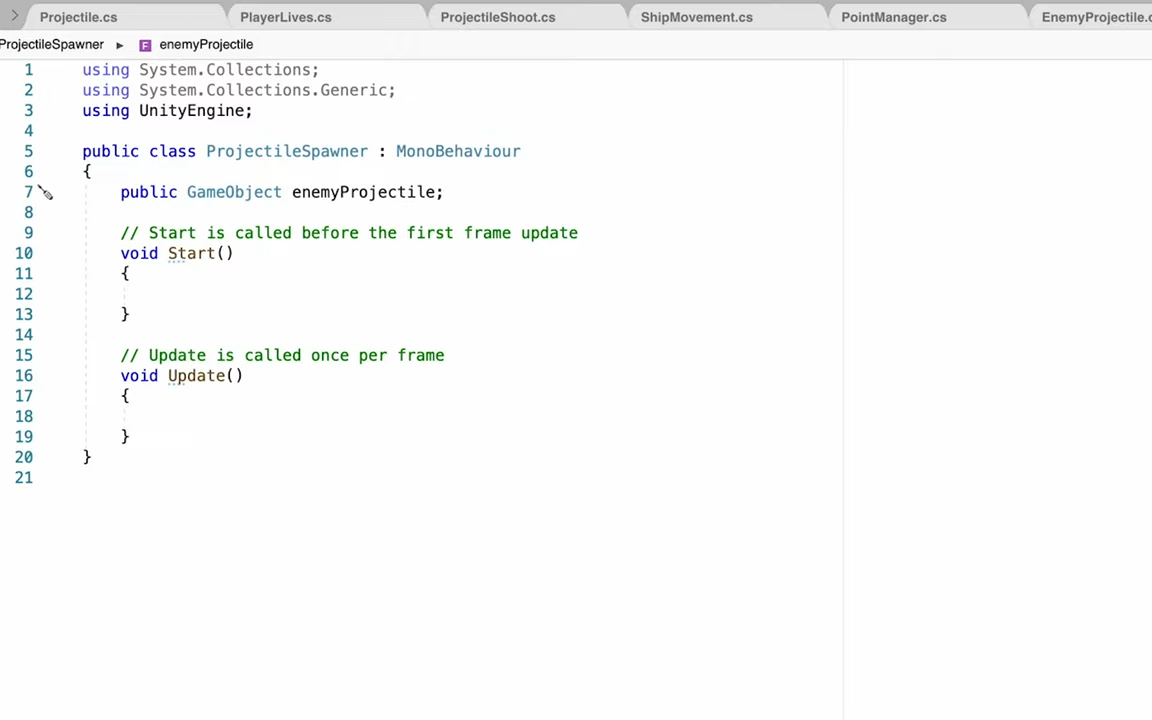 Projectile.cs PlayerLives.cs ProjectileShoot.cs ShipMovement.cs PointManager.cs EnemyProjectile.c
ProjectileSpawner ▸ F enemyProjectile
1 using System.Collections;
2 using System.Collections.Generic;
3 using UnityEngine;
4
5 public class ProjectileSpawner : MonoBehaviour
6 {
7 public GameObject enemyProjectile;
8
9 // Start is called before the first frame update
10 void Start()
11 {
12
13 }
14
15 // Update is called once per frame
16 void Update()
17 {
18
19 }
20 }
21